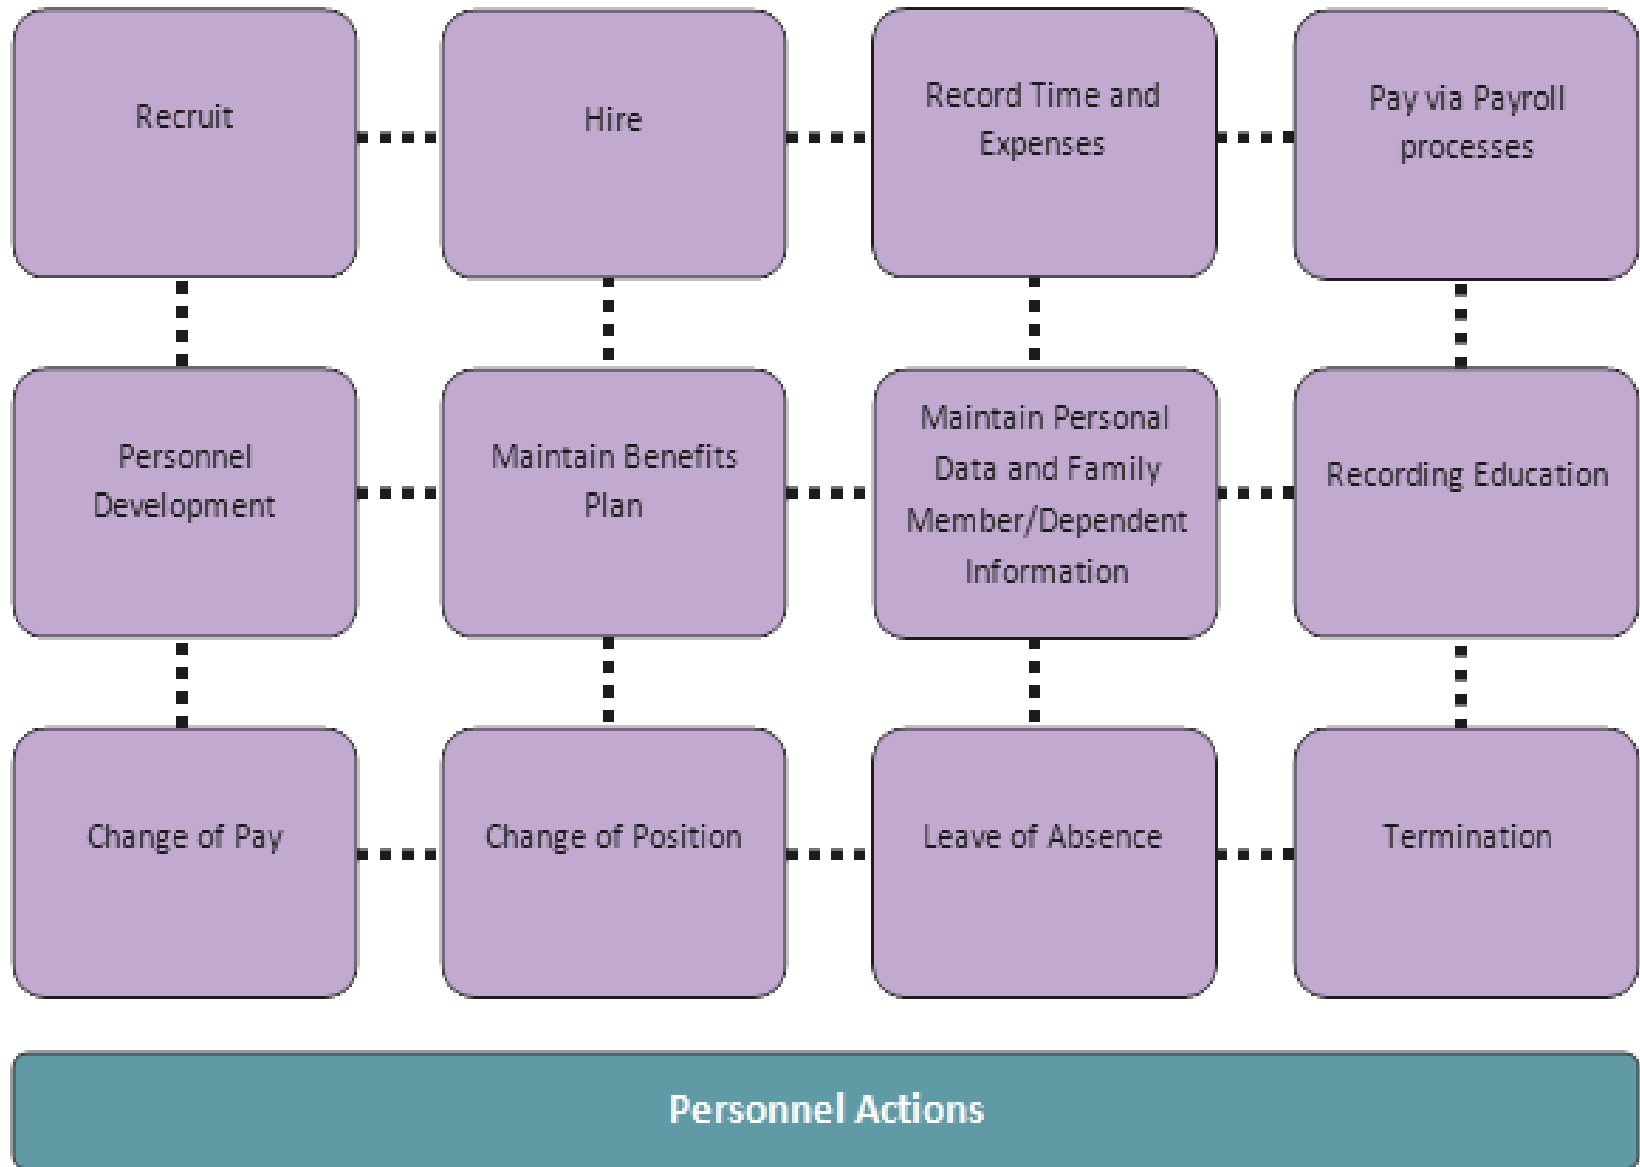 Recruit
Hire
Record Time and
Expenses
Pay via Payroll
processes
Personnel
Development
Maintain Benefits
Plan
Maintain Personal
Data and Family
Member/Dependent
Information
Recording Education
Change of Pay
Change of Position
Leave of Absence
Termination
Personnel Actions